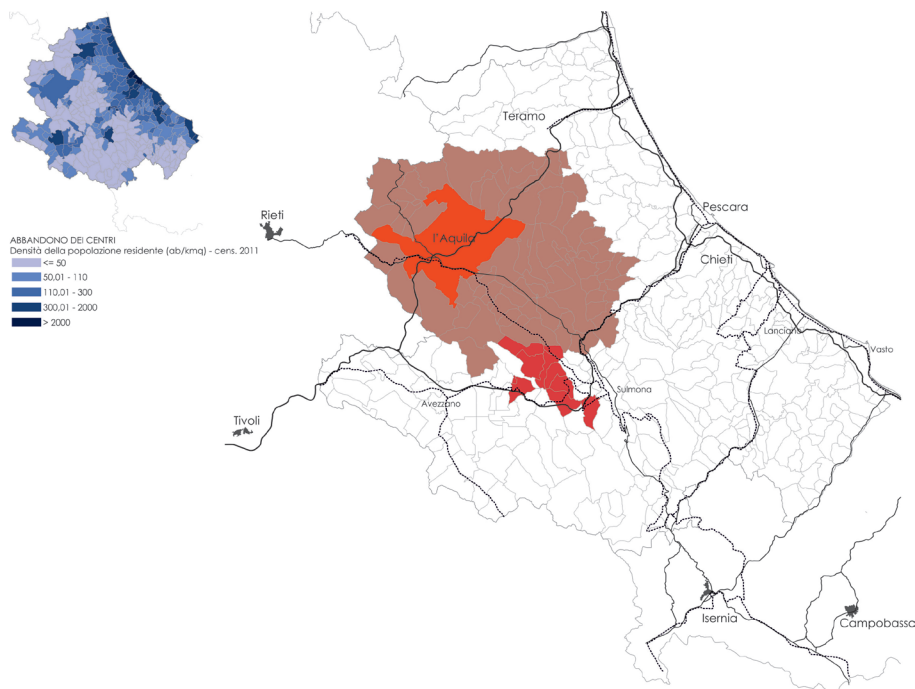 Teramo
Rieti
Pescara
l'Aquila
ABBANDONO DEI CENTRI
Densità della popolazione residente (ab/kmq) - cens. 2011
<= 50
50,01 - 110
110,01 - 300
300,01 - 2000
> 2000
Chieti
Lanciano
Vasto
Sulmona
Avezzano
Tivoli
Isernia
Campobasso